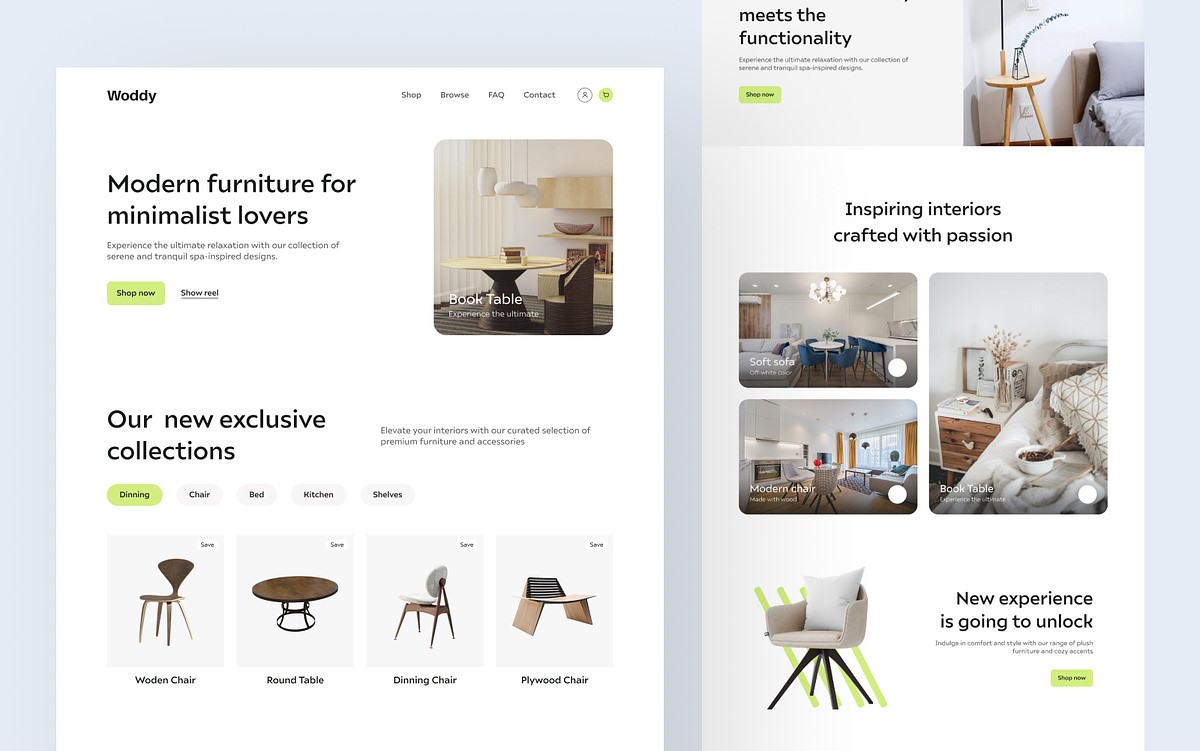 Woddy
Shop Browse FAQ Contact
Modern furniture for
minimalist lovers
Experience the ultimate relaxation with our collection of
serene and tranquil spa-inspired designs.
Shop now Show reel
Book Table
Experience the ultimate
Our new exclusive
collections
Elevate your interiors with our curated selection of
premium furniture and accessories
Dinning Chair Bed Kitchen Shelves
Save Save Save Save
Woden Chair Round Table Dinning Chair Plywood Chair
meets the
functionality
Experience the ultimate relaxation with our collection of
serene and tranquil spa-inspired designs.
Shop now
Inspiring interiors
crafted with passion
Soft sofa
Off-white color
Modern chair
Made with wood
Book Table
Experience the ultimate
New experience
is going to unlock
Indulge in comfort and style with our range of plush
furniture and cozy accents
Shop now